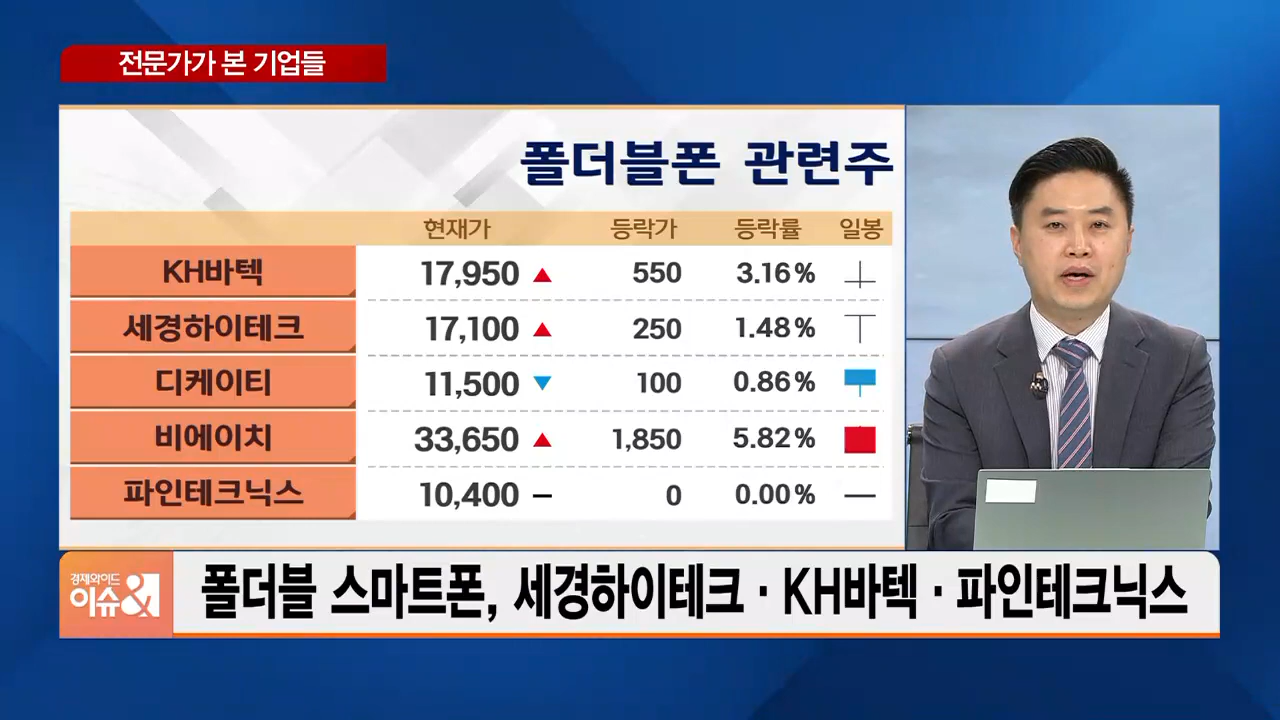 전문가가 본 기업들
폴더블폰 관련주
현재가 등락가 등락률 일봉
KH바텍 17,950 ▲ 550 3.16%
세경하이테크 17,100 ▲ 250 1.48%
디케이티 11,500 ▼ 100 0.86%
비에이치 33,650 ▲ 1,850 5.82%
파인테크닉스 10,400 – 0 0.00%
경제와이드
이슈&
폴더블 스마트폰, 세경하이테크·KH바텍·파인테크닉스